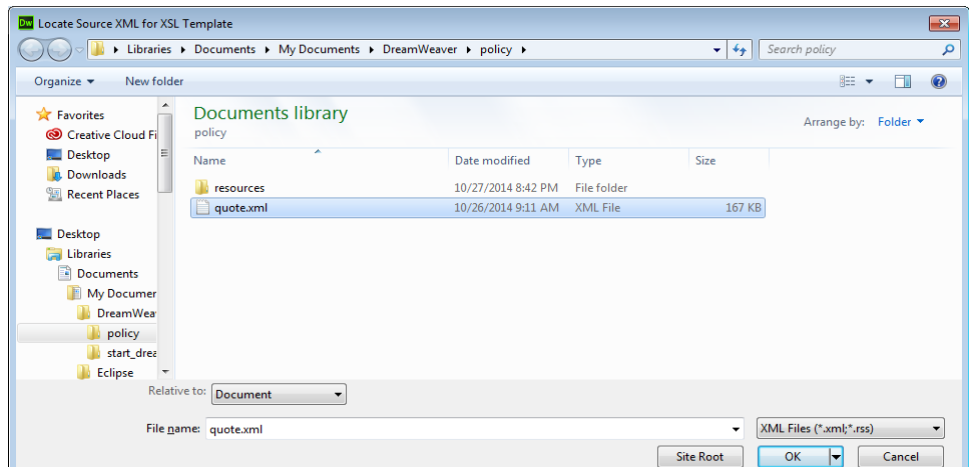 Dw Locate Source XML for XSL Template
Libraries Documents My Documents DreamWeaver policy Search policy
Organize New folder
Favorites
Creative Cloud Fi
Desktop
Downloads
Recent Places
Desktop
Libraries
Documents
My Documer
DreamWea
policy
start_drea
Eclipse
Documents library
policy
Arrange by: Folder
Name Date modified Type Size
resources 10/27/2014 8:42 PM File folder
quote.xml 10/26/2014 9:11 AM XML File 167 KB
Relative to: Document
File name: quote.xml XML Files (*.xml;*.rss)
Site Root OK Cancel